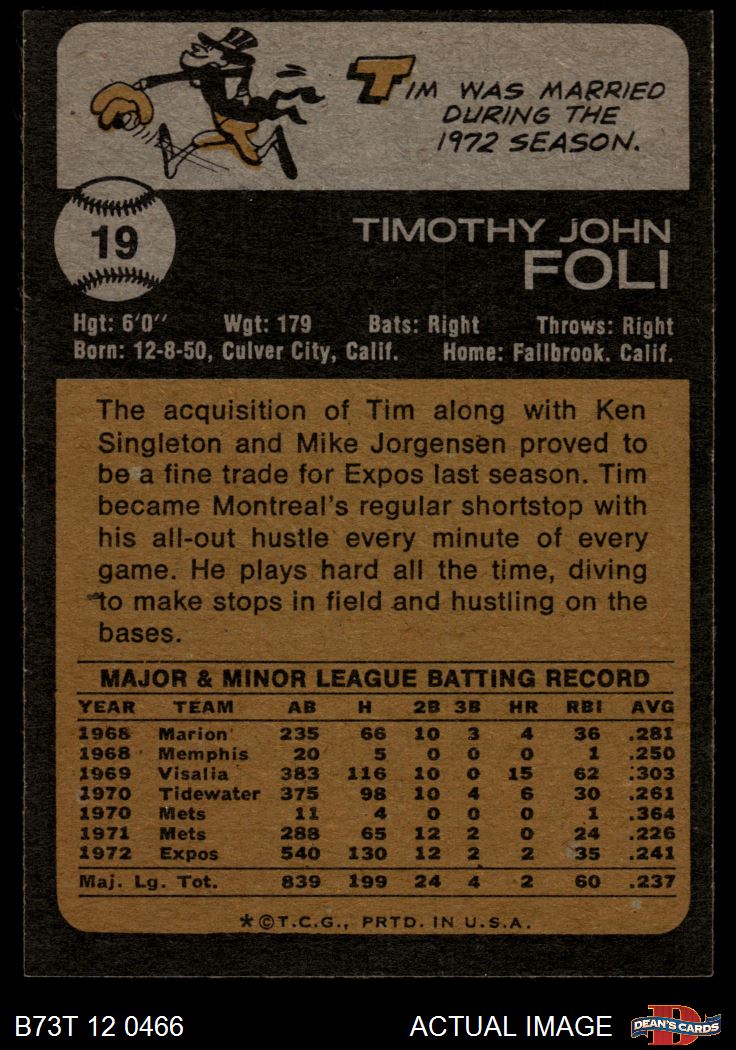 TIM WAS MARRIED
DURING THE
1972 SEASON.
19
TIMOTHY JOHN
FOLI
Hgt: 6'0" Wgt: 179 Bats: Right Throws: Right
Born: 12-8-50, Culver City, Calif. Home: Fallbrook. Calif.
The acquisition of Tim along with Ken
Singleton and Mike Jorgensen proved to
be a fine trade for Expos last season. Tim
became Montreal's regular shortstop with
his all-out hustle every minute of every
game. He plays hard all the time, diving
to make stops in field and hustling on the
bases.
MAJOR & MINOR LEAGUE BATTING RECORD
YEAR TEAM AB H 2B 3B HR RBI AVG
1968 Marion 235 66 10 3 4 36 .281
1968 Memphis 20 5 0 0 0 1 .250
1969 Visalia 383 116 10 0 15 62 .303
1970 Tidewater 375 98 10 4 6 30 .261
1970 Mets 11 4 0 0 0 1 .364
1971 Mets 288 65 12 2 0 24 .226
1972 Expos 540 130 12 2 2 35 .241
Maj. Lg. Tot. 839 199 24 4 2 60 .237
*©T.C.G., PRTD. IN U.S.A.
B73T 12 0466 ACTUAL IMAGE DEAN'S CARDS